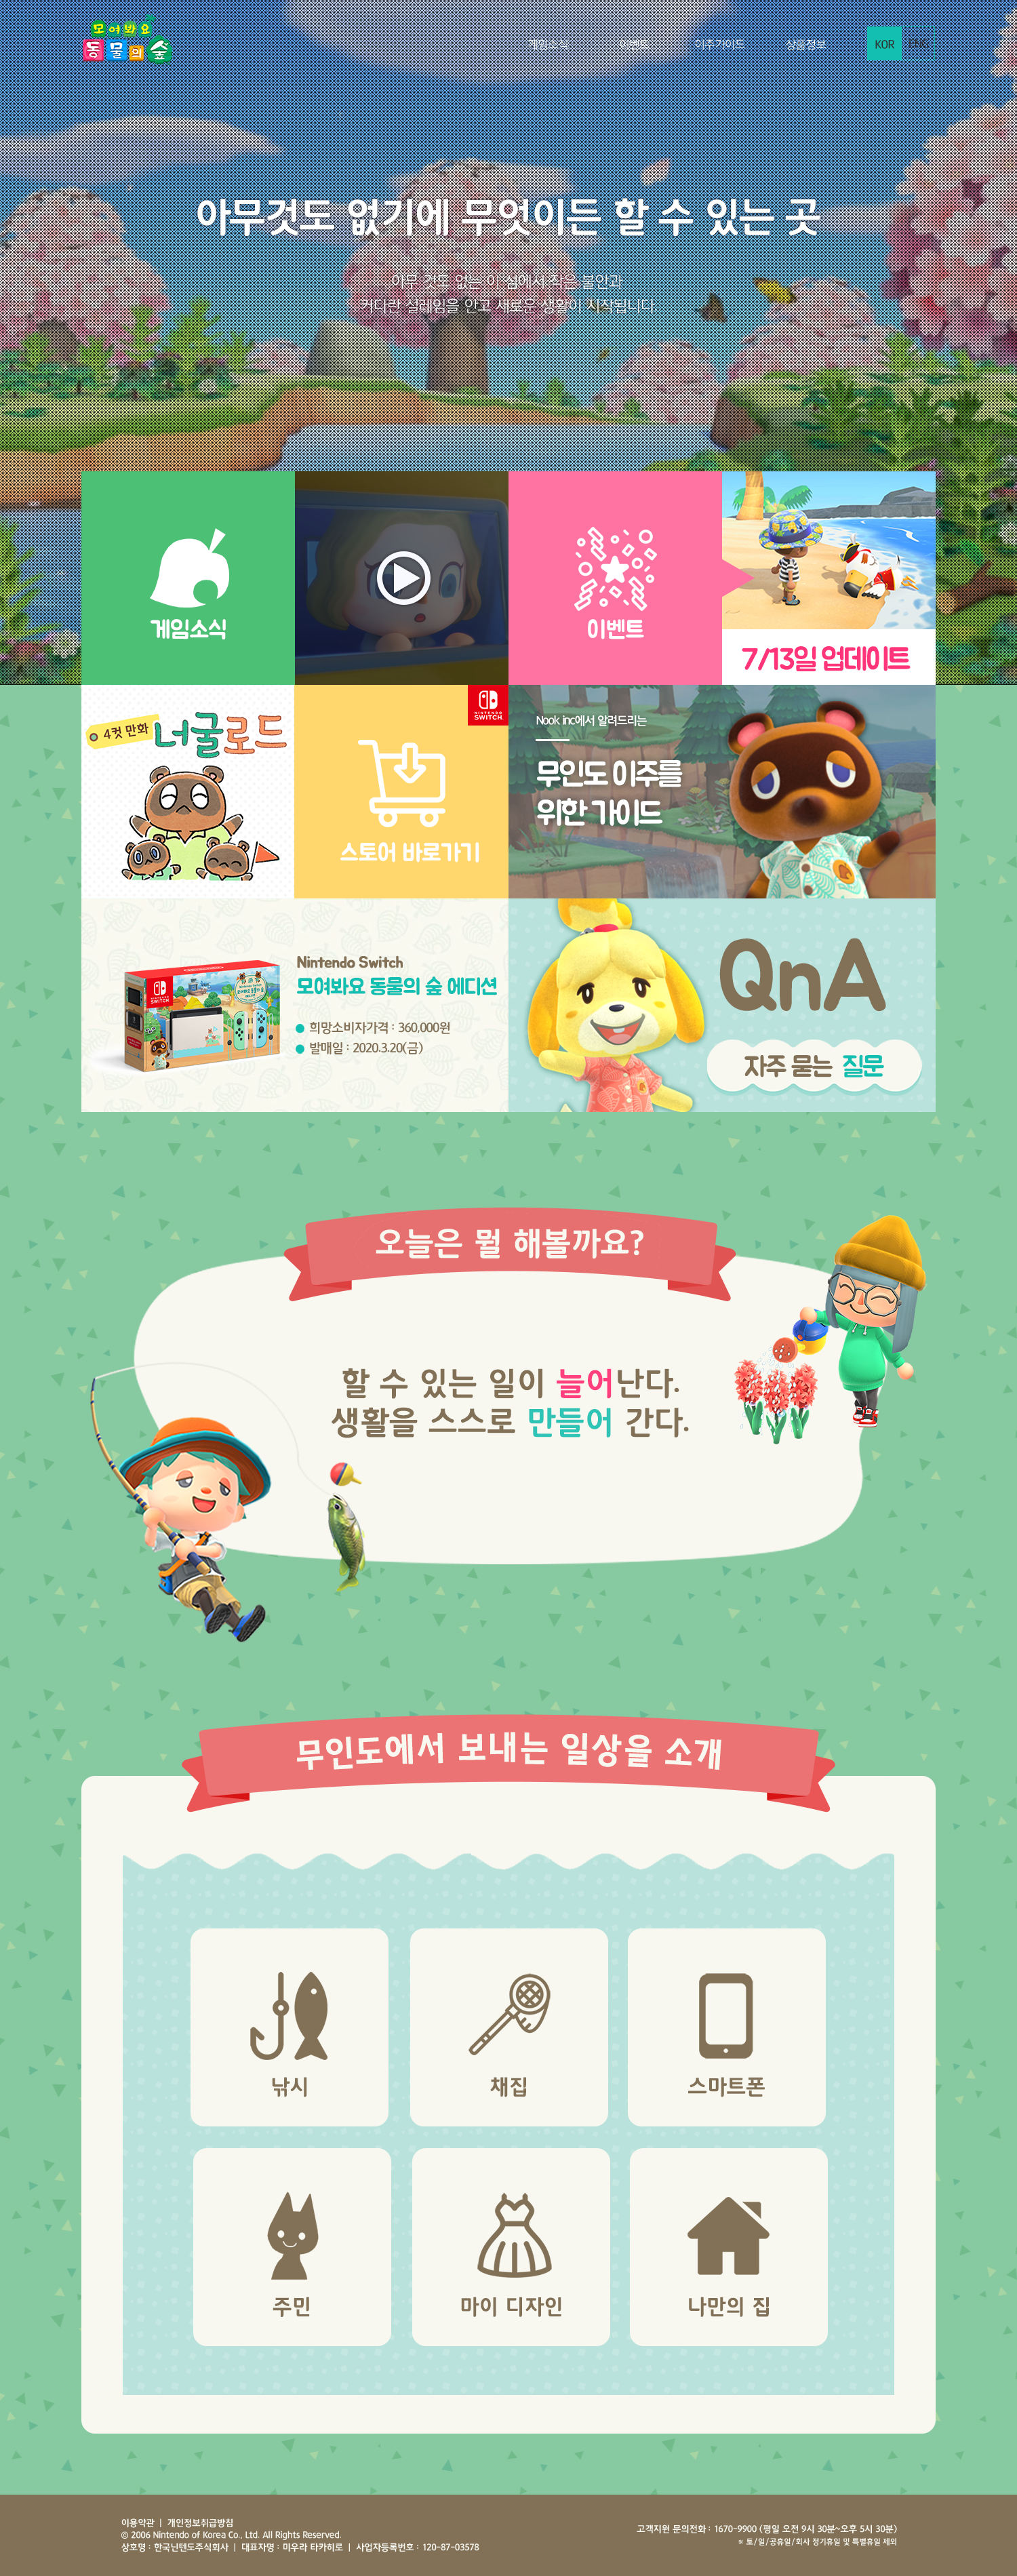 모여봐요
동물의숲
게임소식
이벤트
이주가이드
상품정보
KOR
ENG
아무것도 없기에 무엇이든 할 수 있는 곳
아무 것도 없는 이 섬에서 작은 불안과
커다란 설레임을 안고 새로운 생활이 시작됩니다.
게임소식
이벤트
7/13일 업데이트
4컷 만화
너굴로드
NINTENDO
SWITCH
스토어 바로가기
Nook inc에서 알려드리는
무인도 이주를
위한 가이드
Nintendo Switch
모여봐요 동물의 숲 에디션
희망소비자가격 : 360,000원
발매일 : 2020.3.20(금)
QnA
자주 묻는 질문
오늘은 뭘 해볼까요?
할 수 있는 일이 늘어난다.
생활을 스스로 만들어 간다.
무인도에서 보내는 일상을 소개
낚시
채집
스마트폰
주민
마이 디자인
나만의 집
이용약관 | 개인정보취급방침
© 2006 Nintendo of Korea Co., Ltd. All Rights Reserved.
상호명 : 한국닌텐도주식회사 | 대표자명 : 미우라 타카히로 | 사업자등록번호 : 120-87-03578
고객지원 문의전화 : 1670-9900 (평일 오전 9시 30분~오후 5시 30분)
※ 토/일/공휴일/회사 정기휴일 및 특별휴일 제외